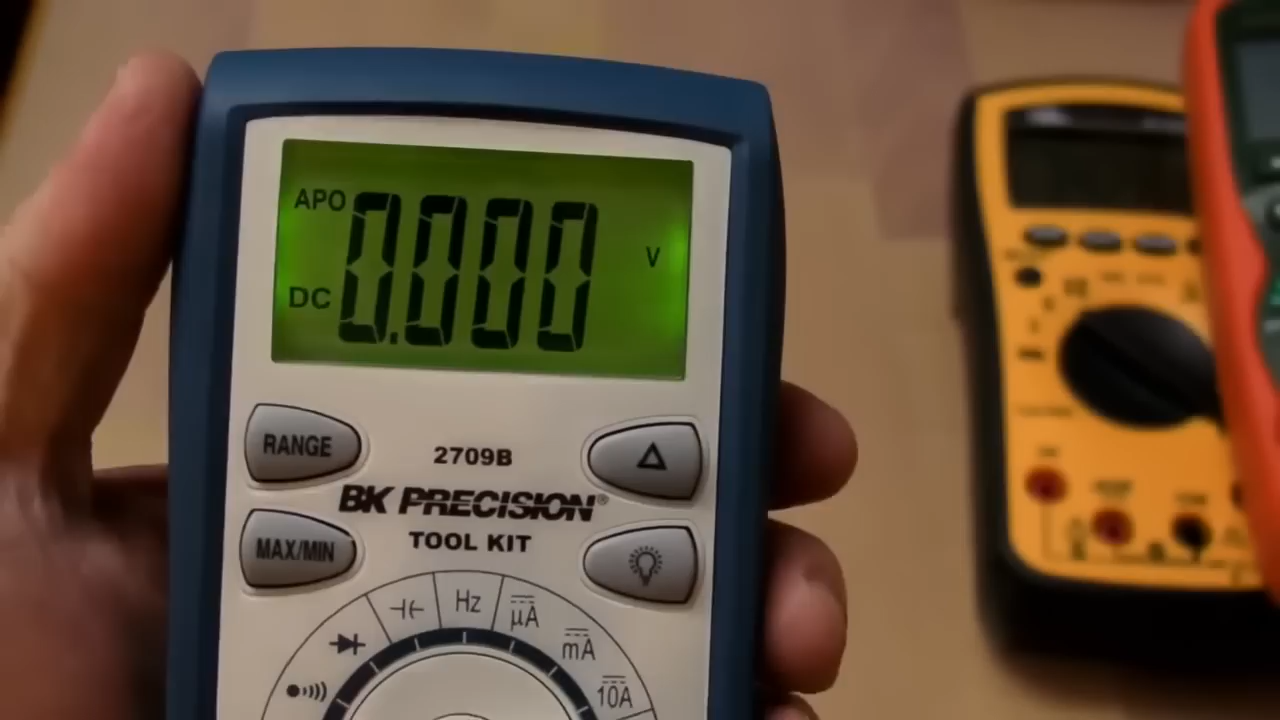 APO
0.000
V
DC
RANGE
2709B
Δ
BK PRECISION®
MAX/MIN
TOOL KIT
Hz
µA
mA
10A